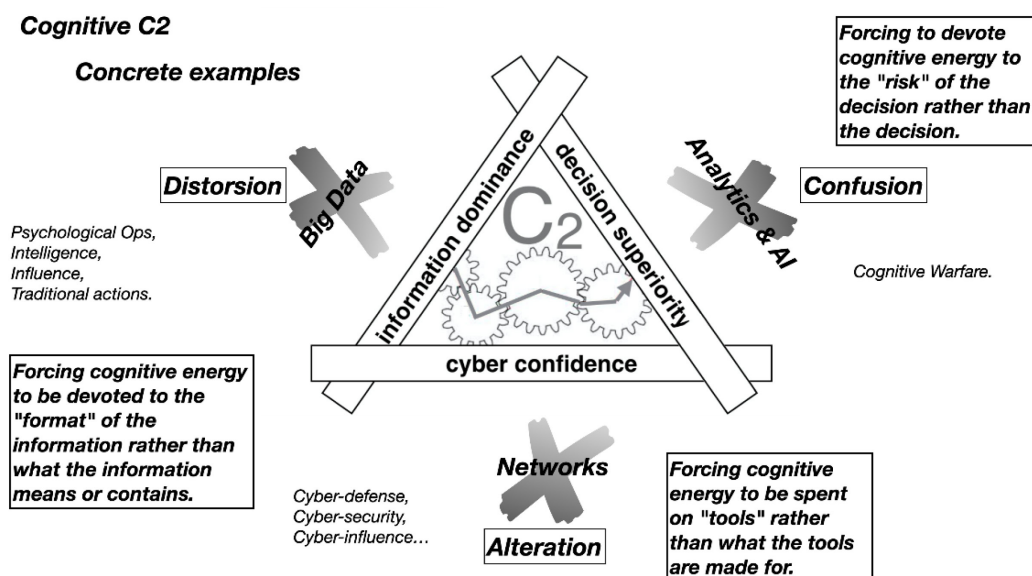 Cognitive C2
Concrete examples
Forcing to devote
cognitive energy to
the "risk" of the
decision rather than
the decision.
Distorsion
Big Data
information dominance
C2
decision superiority
Analytics & AI
Confusion
Psychological Ops,
Intelligence,
Influence,
Traditional actions.
Cognitive Warfare.
cyber confidence
Forcing cognitive energy
to be devoted to the
"format" of the
information rather than
what the information
means or contains.
Networks
Cyber-defense,
Cyber-security,
Cyber-influence…
Alteration
Forcing cognitive
energy to be spent
on "tools" rather
than what the tools
are made for.